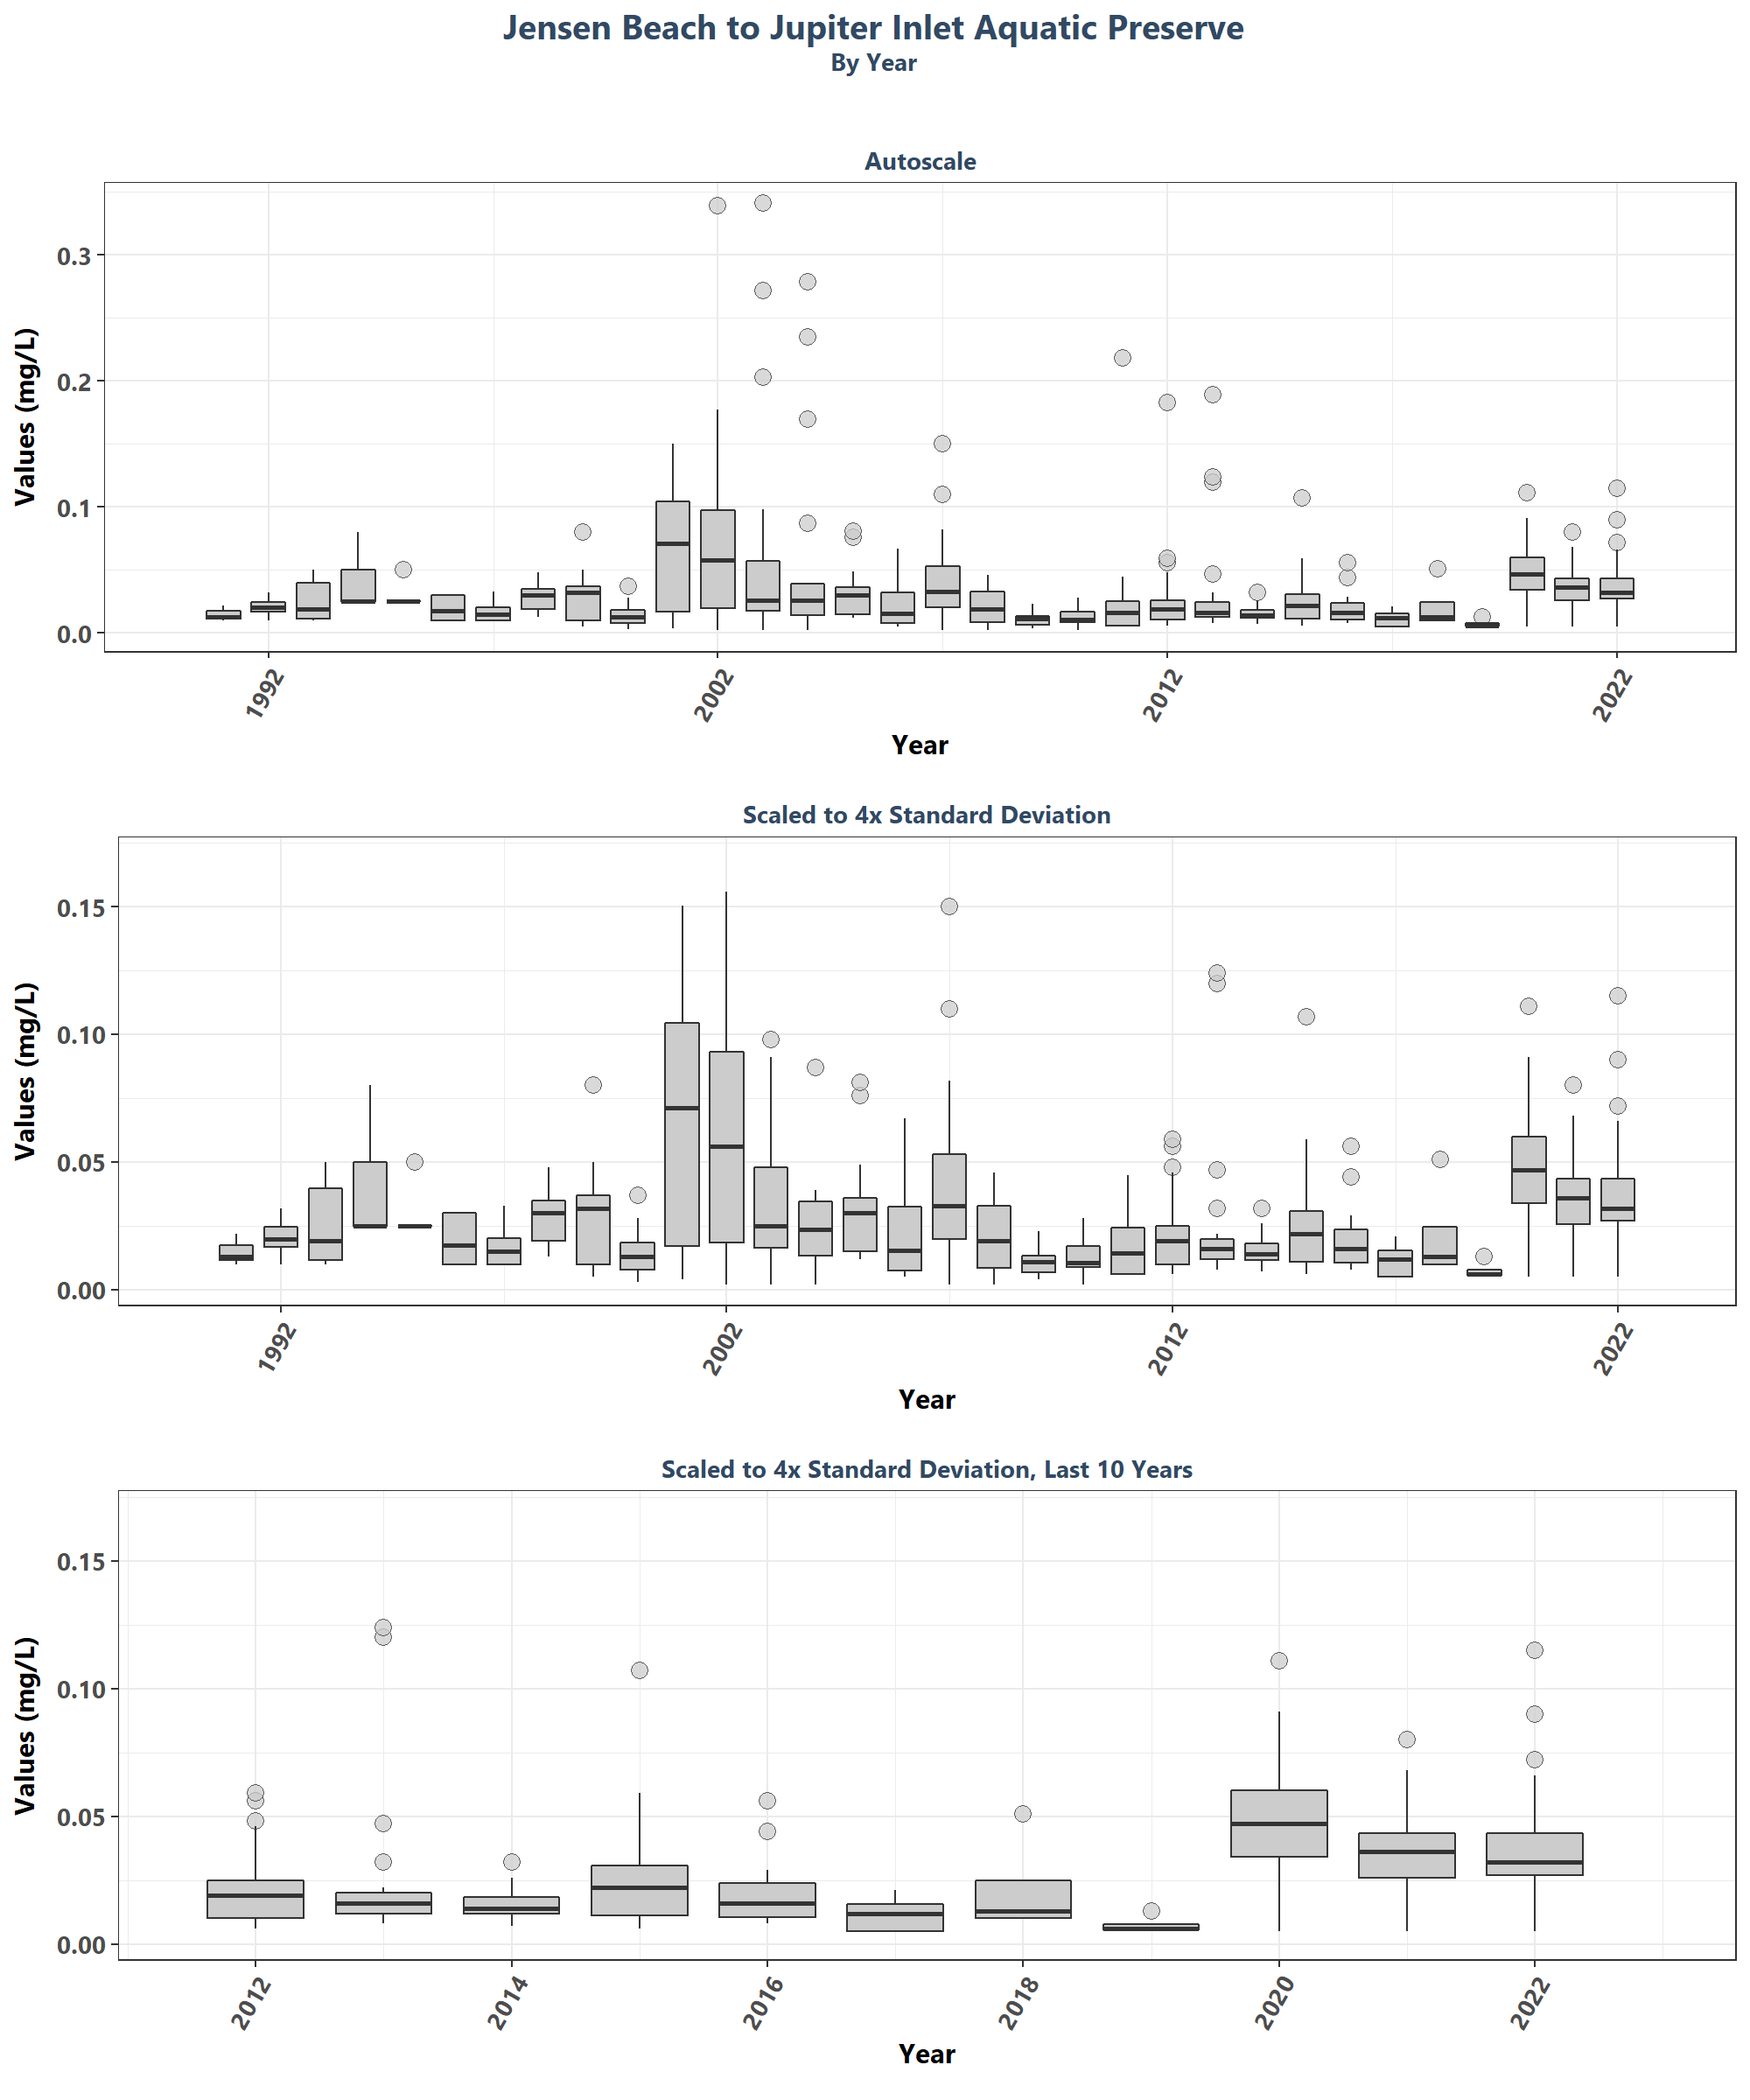 Jensen Beach to Jupiter Inlet Aquatic Preserve
By Year
Autoscale
Values (mg/L)
0.3
0.2
0.1
0.0
1992
2002
2012
2022
Year
Scaled to 4x Standard Deviation
Values (mg/L)
0.15
0.10
0.05
0.00
1992
2002
2012
2022
Year
Scaled to 4x Standard Deviation, Last 10 Years
Values (mg/L)
0.15
0.10
0.05
0.00
2012
2014
2016
2018
2020
2022
Year